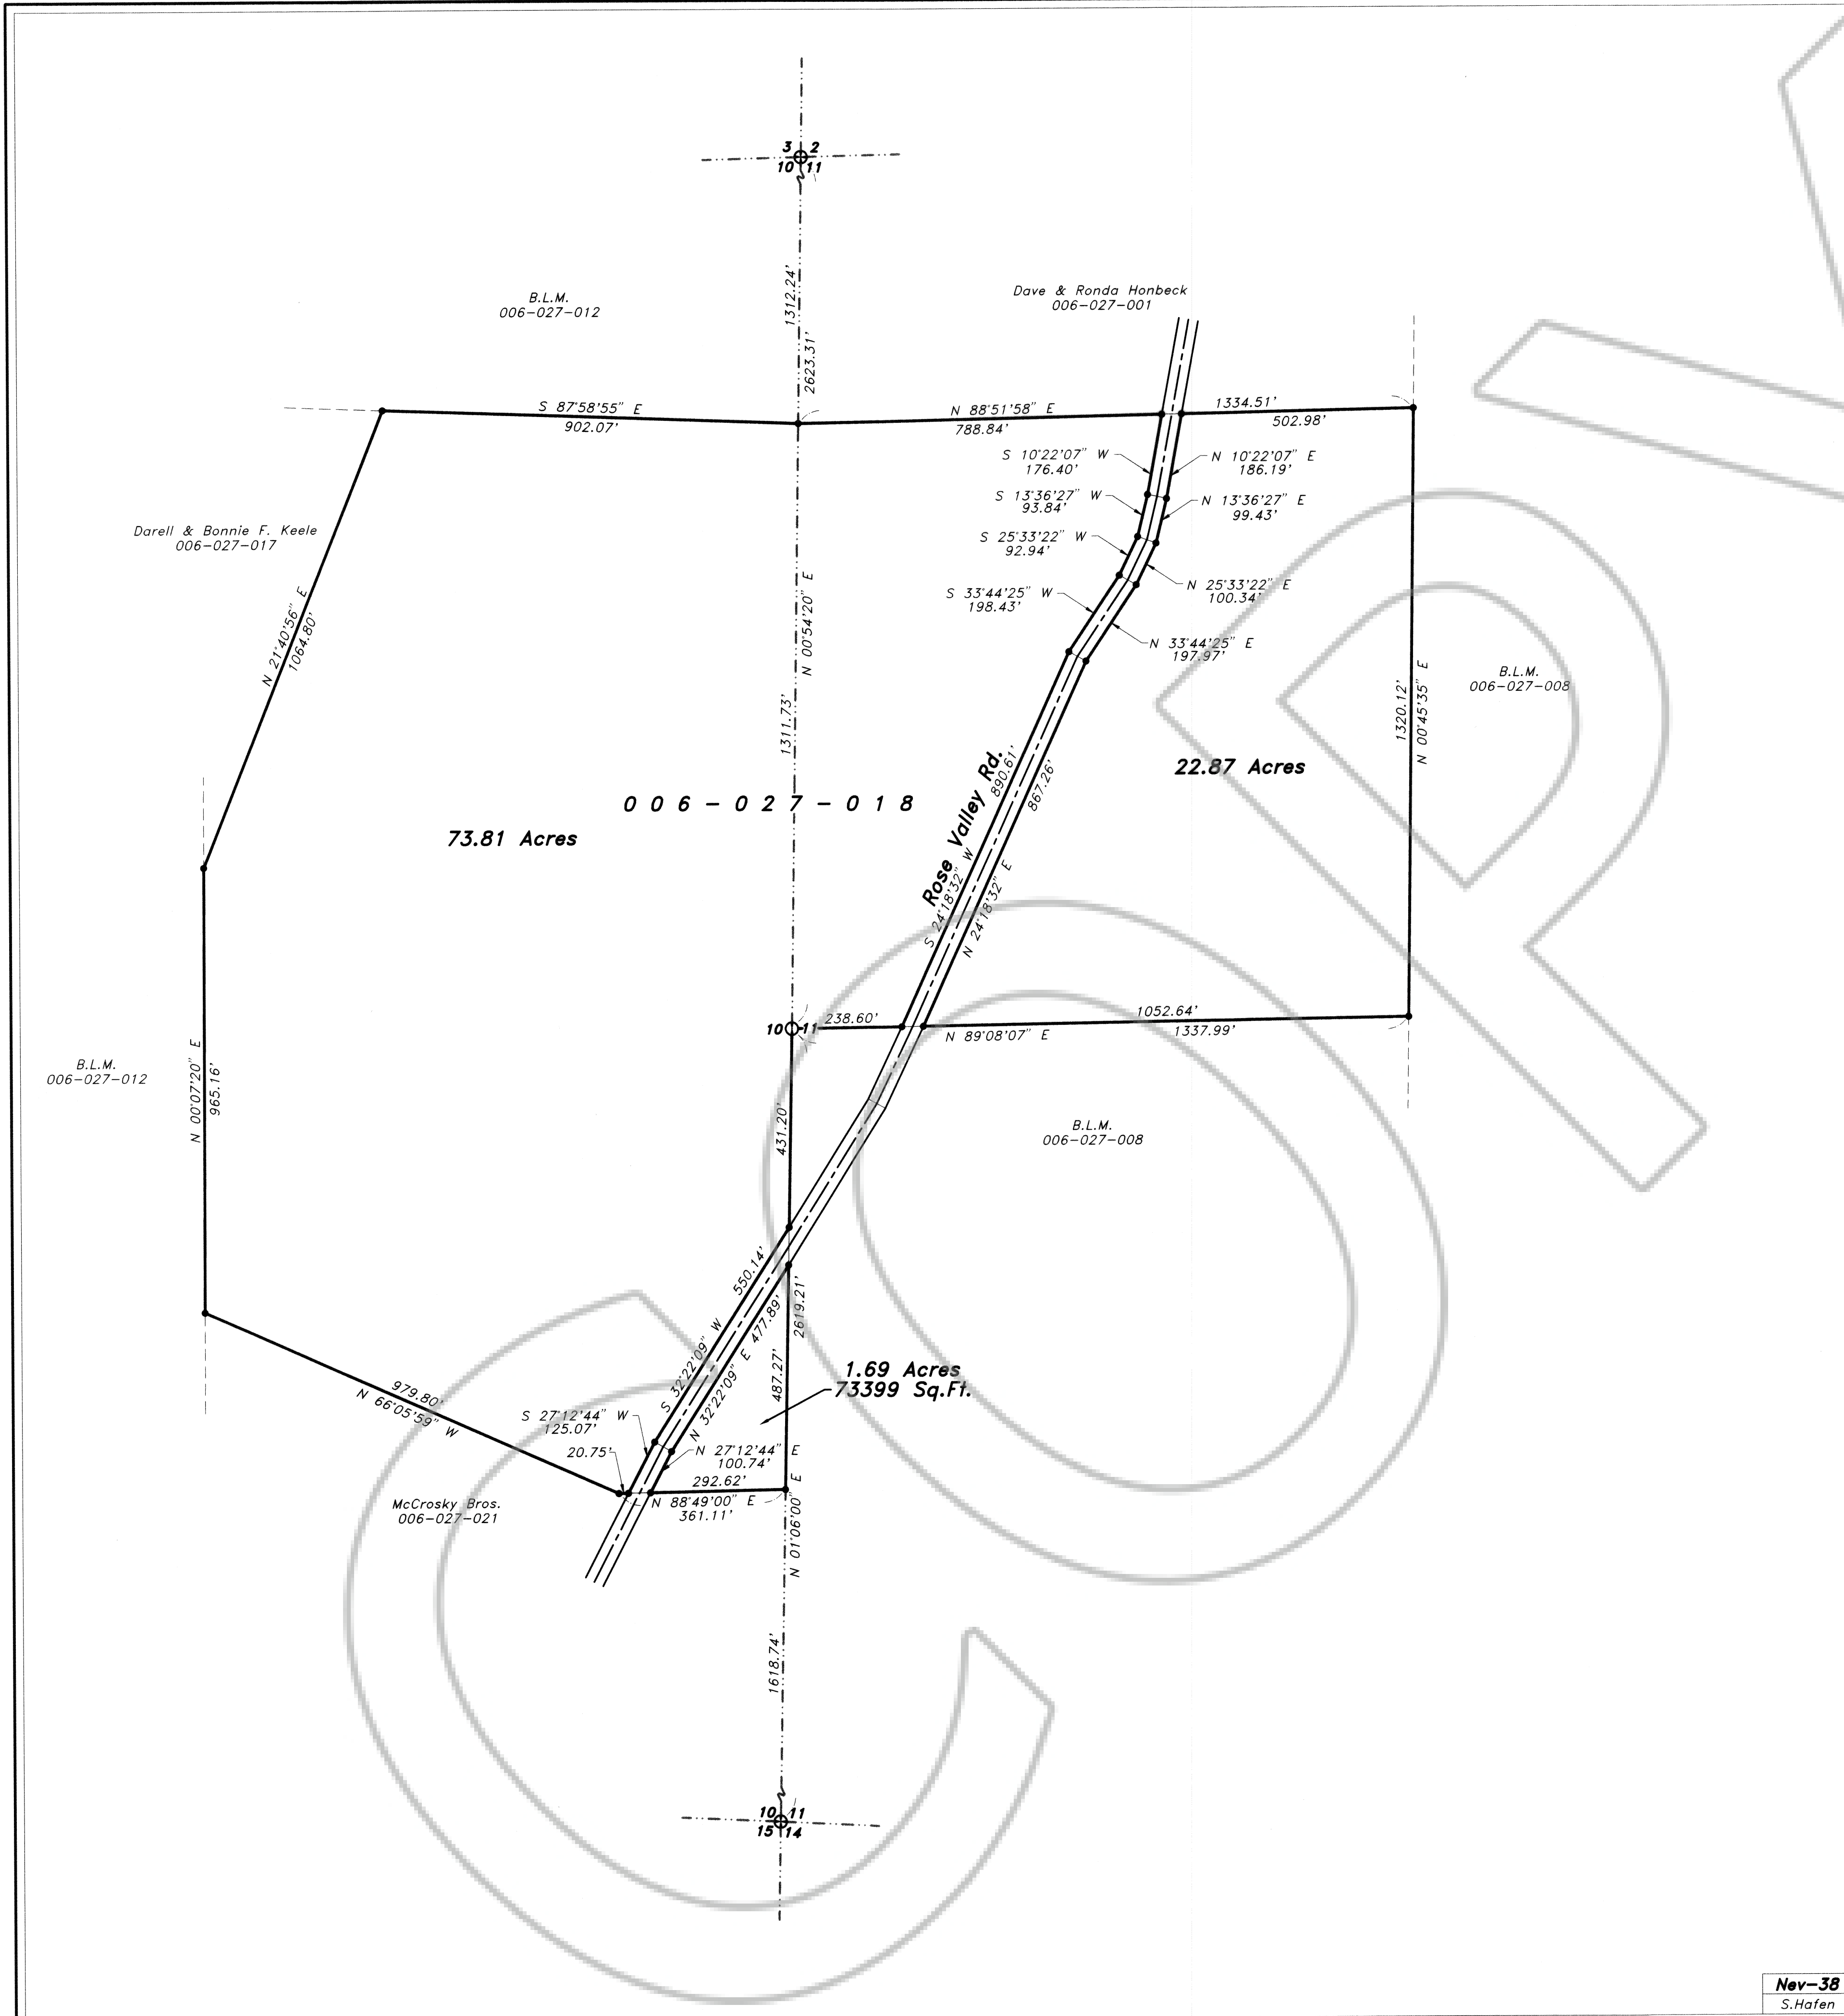 3 2
10 11
1312.24'
2623.31'
B.L.M.
006-027-012
Dave & Ronda Honbeck
006-027-001
S 87°58'55" E
902.07'
N 88°51'58" E
788.84'
1334.51'
502.98'
S 10°22'07" W
176.40'
N 10°22'07" E
186.19'
S 13°36'27" W
93.84'
N 13°36'27" E
99.43'
S 25°33'22" W
92.94'
N 25°33'22" E
100.34'
S 33°44'25" W
198.43'
N 33°44'25" E
197.97'
Darell & Bonnie F. Keele
006-027-017
N 21°40'56" E
1064.80'
N 00°54'20" E
1311.73'
B.L.M.
006-027-008
1320.12'
N 00°45'35" E
Rose Valley Rd.
890.61'
S 24°18'32" W
867.26'
N 24°18'32" E
22.87 Acres
006-027-018
73.81 Acres
10 11
238.60'
1052.64'
N 89°08'07" E
1337.99'
B.L.M.
006-027-012
N 00°07'20" E
965.16'
431.20'
B.L.M.
006-027-008
550.14'
S 32°22'09" W
477.89'
N 32°22'09" E
2619.21'
487.27'
1.69 Acres
73399 Sq.Ft.
979.80'
N 66°05'59" W
S 27°12'44" W
125.07'
20.75'
N 27°12'44" E
100.74'
292.62'
N 88°49'00" E
361.11'
McCrosky Bros.
006-027-021
N 01°06'00" E
1618.74'
10 11
15 14
Nev-38
S.Hafen
COP